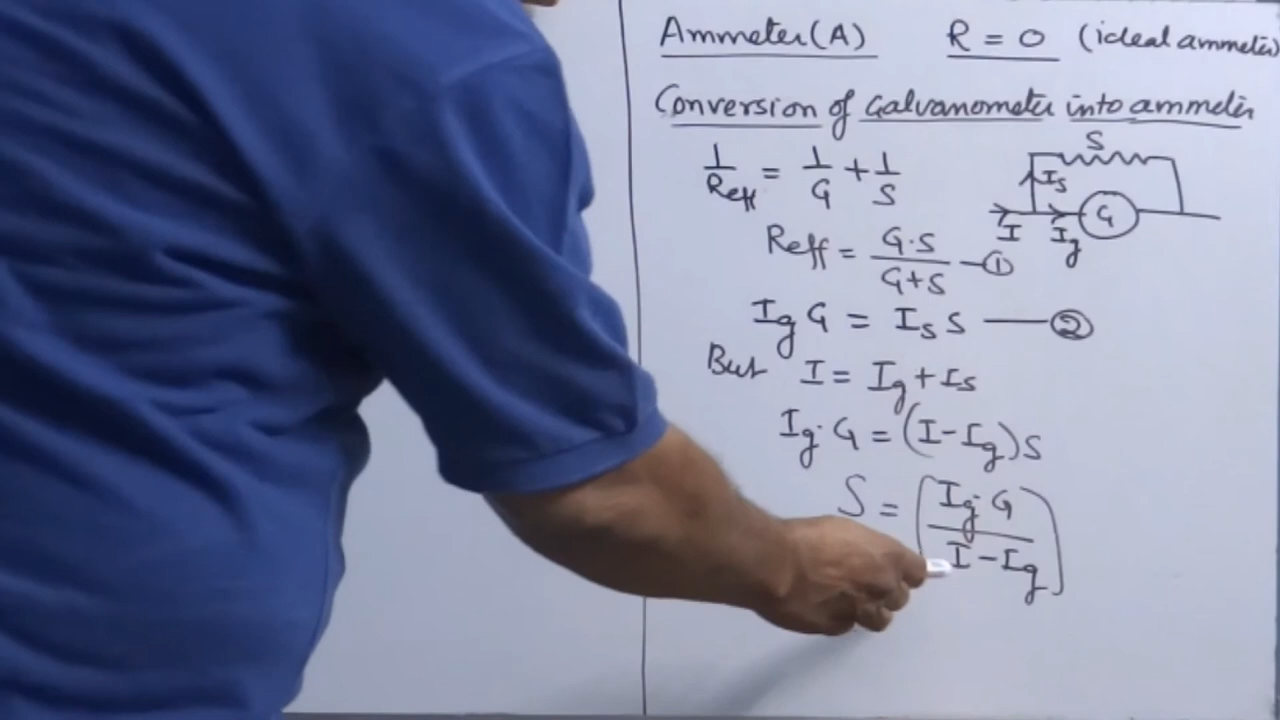 Ammeter(A) R = 0 (ideal ammeter)
Conversion of Galvanometer into ammeter
1/Reff = 1/G + 1/S
Reff = G·S/G+S —①
S
Is
I
Ig
G
Ig G = Is S —②
But I = Ig + Is
Ig·G = (I-Ig)S
S = (Ig·G/I-Ig)